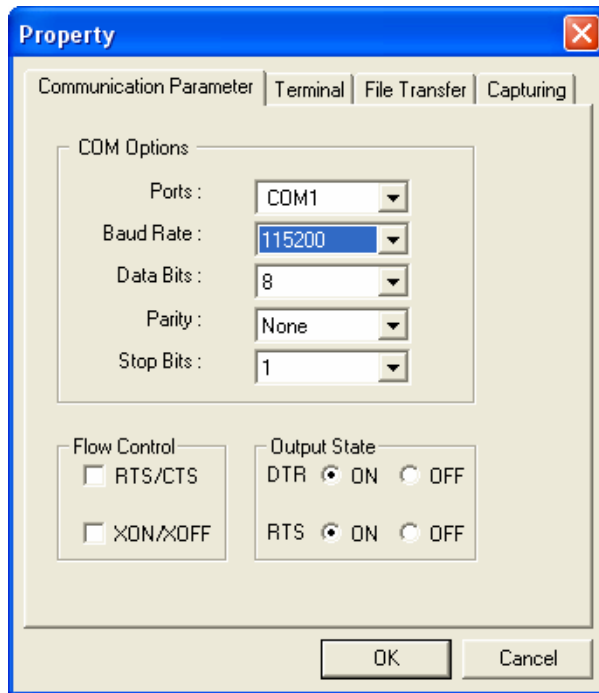 Property
Communication Parameter Terminal File Transfer Capturing
COM Options
Ports : COM1
Baud Rate : 115200
Data Bits : 8
Parity : None
Stop Bits : 1
Flow Control
RTS/CTS
XON/XOFF
Output State
DTR ON OFF
RTS ON OFF
OK Cancel